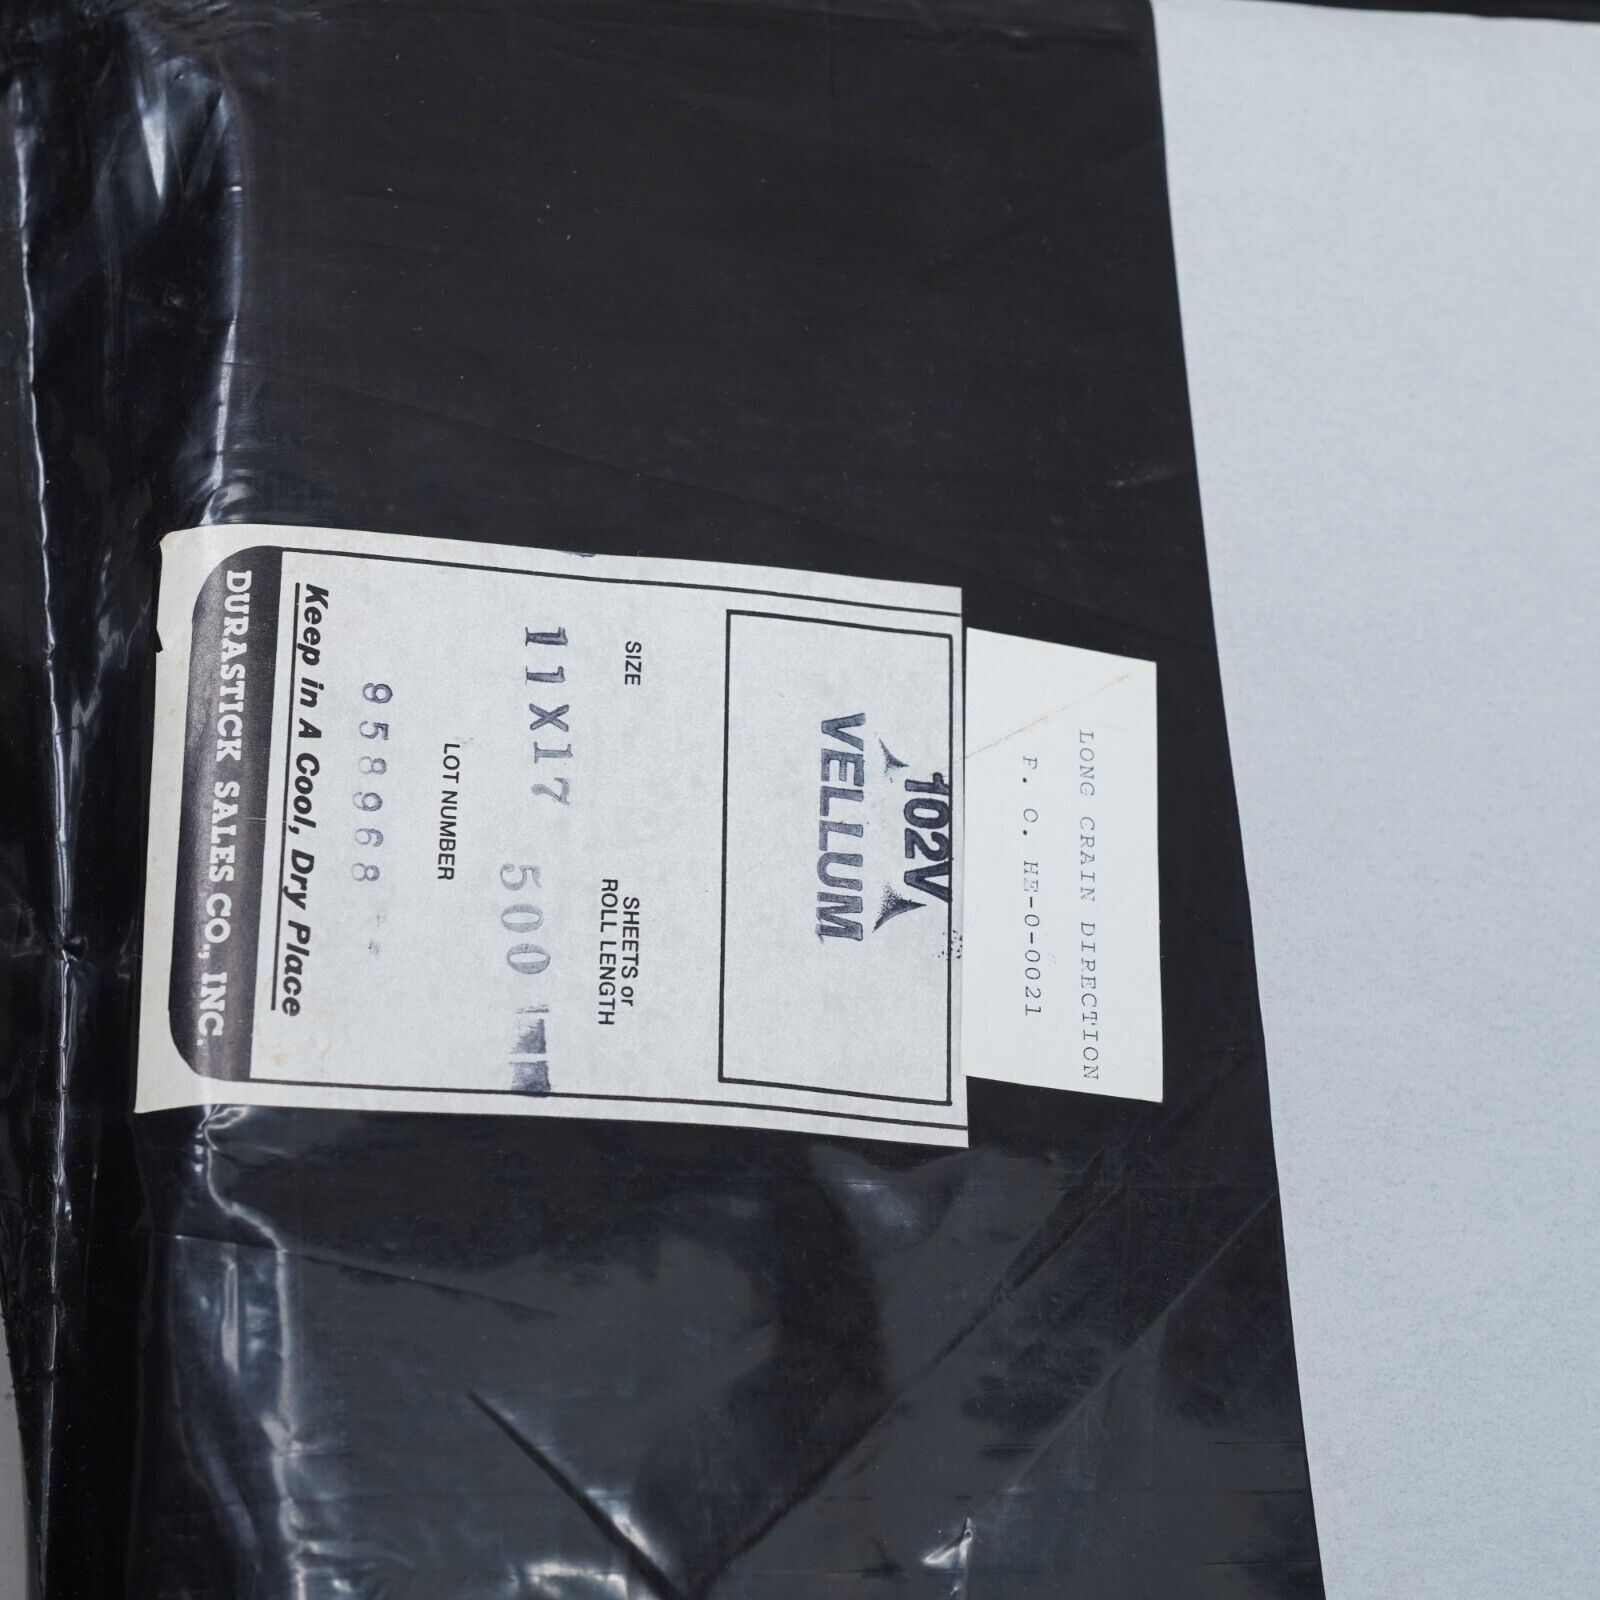 LONG GRAIN DIRECTION
P. O. HE-0-0021
102V
VELLUM
SIZE
SHEETS or
ROLL LENGTH
11X17 500
LOT NUMBER
958968
Keep in A Cool, Dry Place
DURASTICK SALES CO., INC.